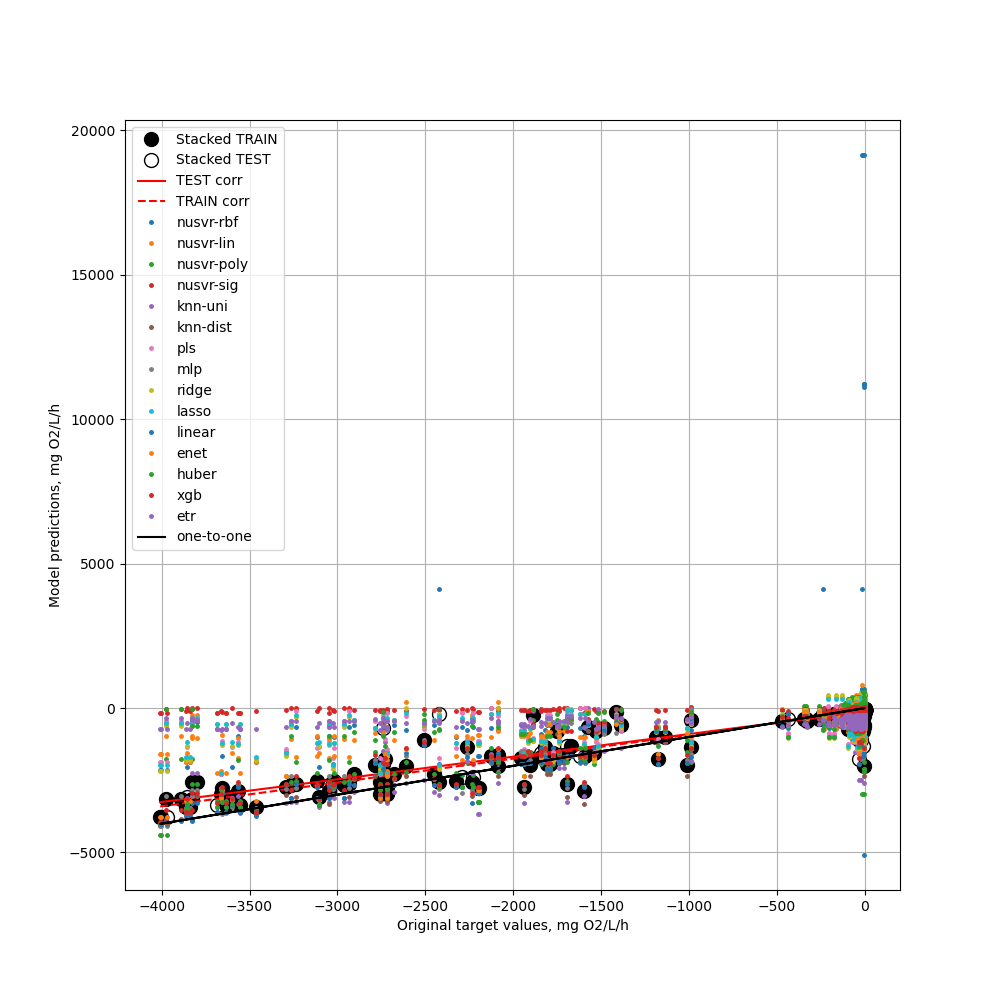 20000
15000
10000
5000
0
−5000
−4000
−3500
−3000
−2500
−2000
−1500
−1000
−500
0
Model predictions, mg O2/L/h
Original target values, mg O2/L/h
Stacked TRAIN
Stacked TEST
TEST corr
TRAIN corr
nusvr-rbf
nusvr-lin
nusvr-poly
nusvr-sig
knn-uni
knn-dist
pls
mlp
ridge
lasso
linear
enet
huber
xgb
etr
one-to-one